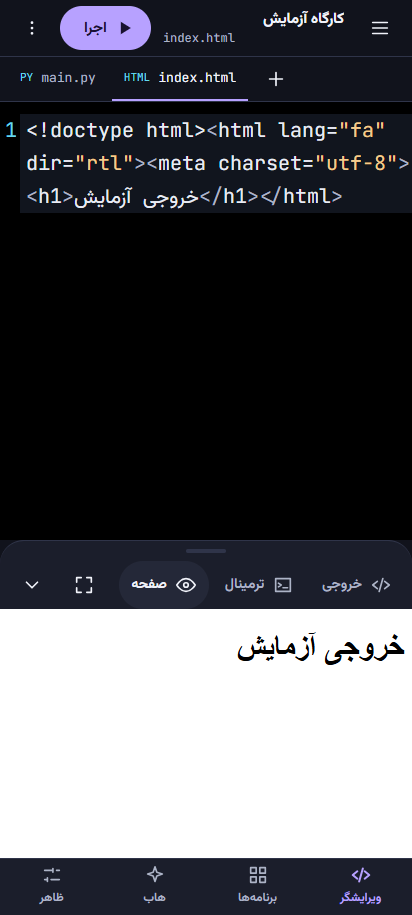 کارگاه آزمایش
index.html
اجرا
PY main.py
HTML index.html
1 <!doctype html><html lang="fa"
dir="rtl"><meta charset="utf-8">
<h1>خروجی آزمایش</h1></html>
خروجی
ترمینال
صفحه
خروجی آزمایش
ویرایشگر
برنامه‌ها
هاب
ظاهر